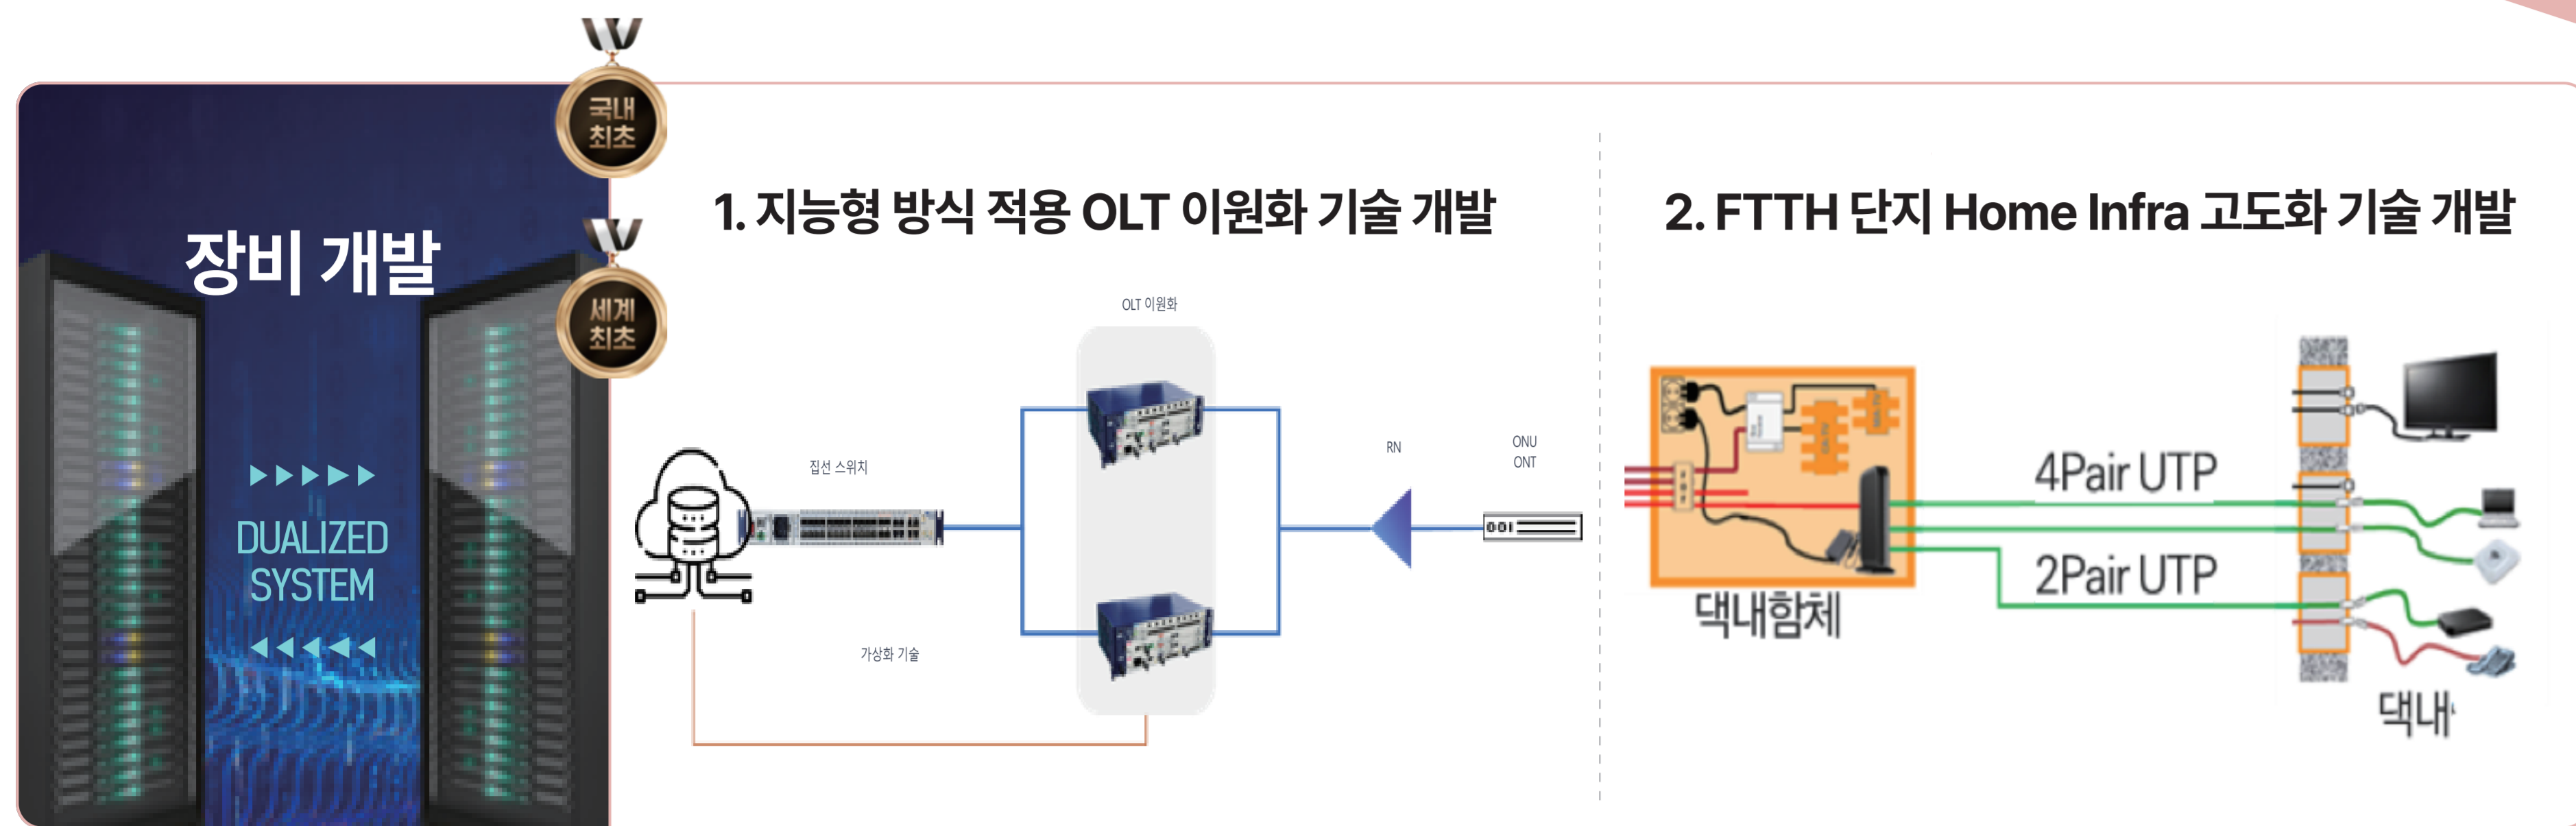 국내
최초
세계
최초
장비 개발
DUALIZED
SYSTEM
1. 지능형 방식 적용 OLT 이원화 기술 개발
OLT 이원화
집선 스위치
RN
ONU
ONT
가상화 기술
2. FTTH 단지 Home Infra 고도화 기술 개발
4Pair UTP
2Pair UTP
댁내함체
댁내